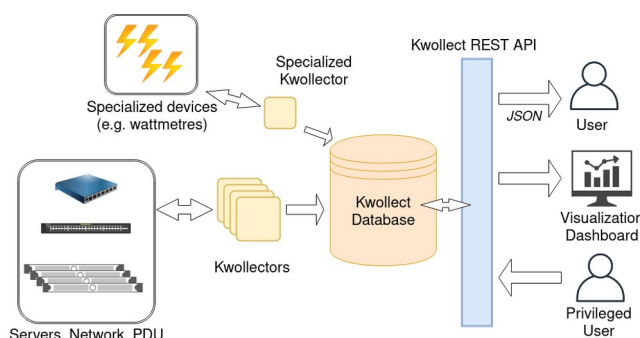 Kwollect REST API
Specialized
Kwollector
Specialized devices
(e.g. wattmetres)
JSON
User
Kwollect
Database
Visualization
Dashboard
Kwollectors
Privileged
User
Servers, Network, PDU